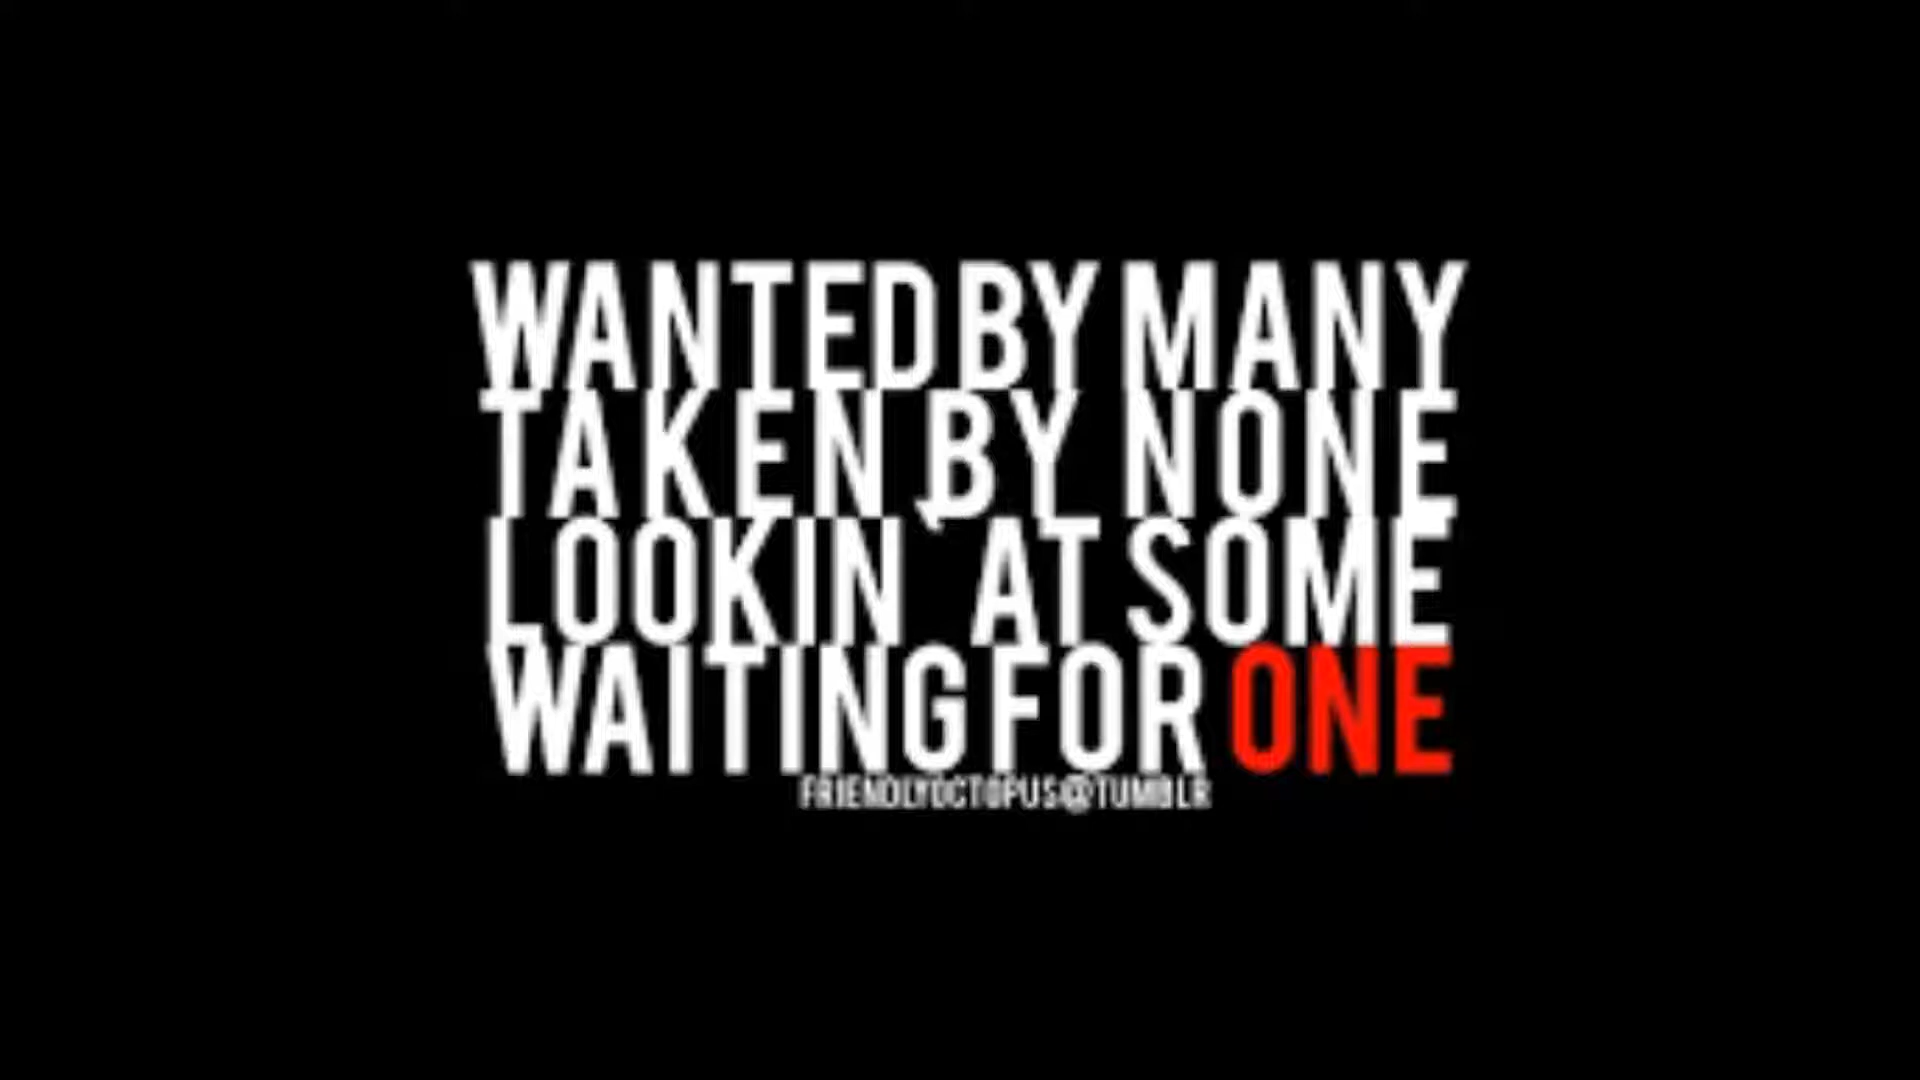 WANTED BY MANY
TAKEN BY NONE
LOOKIN` AT SOME
WAITING FOR ONE
FRIENDLYOCTOPUS@TUMBLR